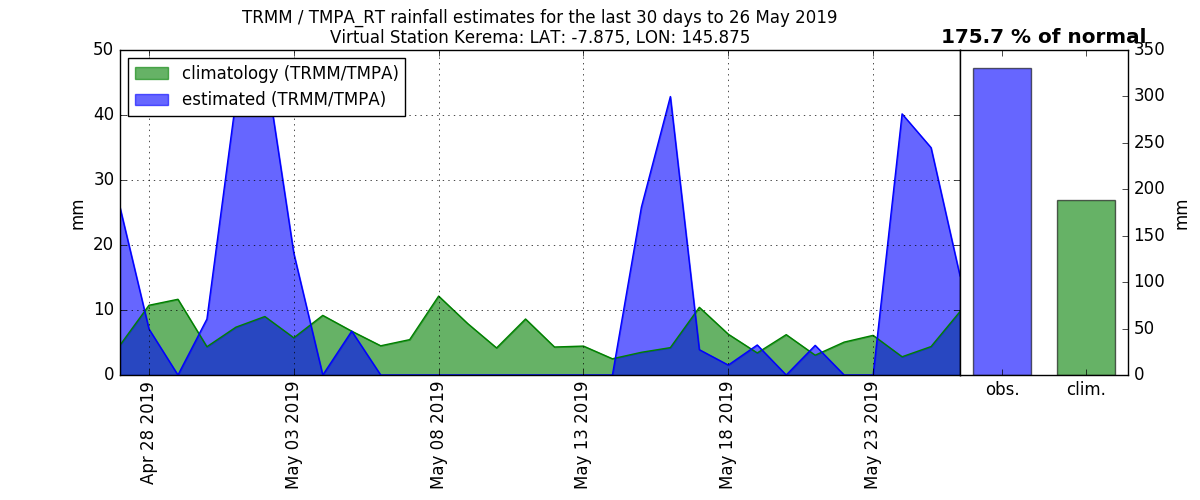 TRMM / TMPA_RT rainfall estimates for the last 30 days to 26 May 2019
Virtual Station Kerema: LAT: -7.875, LON: 145.875
175.7 % of normal
climatology (TRMM/TMPA)
estimated (TRMM/TMPA)
50
40
30
20
10
0
mm
Apr 28 2019
May 03 2019
May 08 2019
May 13 2019
May 18 2019
May 23 2019
350
300
250
200
150
100
50
0
mm
obs.
clim.